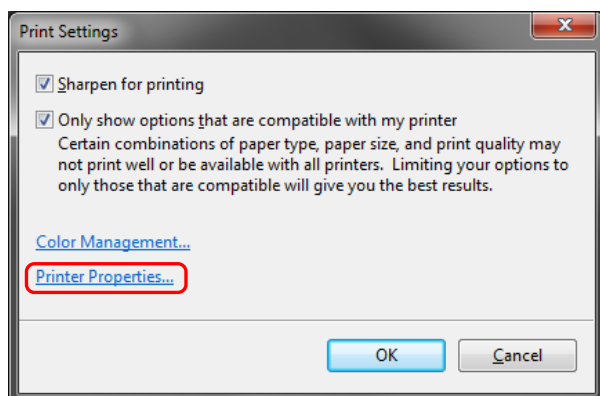 Print Settings
Sharpen for printing
Only show options that are compatible with my printer
Certain combinations of paper type, paper size, and print quality may
not print well or be available with all printers. Limiting your options to
only those that are compatible will give you the best results.
Color Management...
Printer Properties...
OK
Cancel